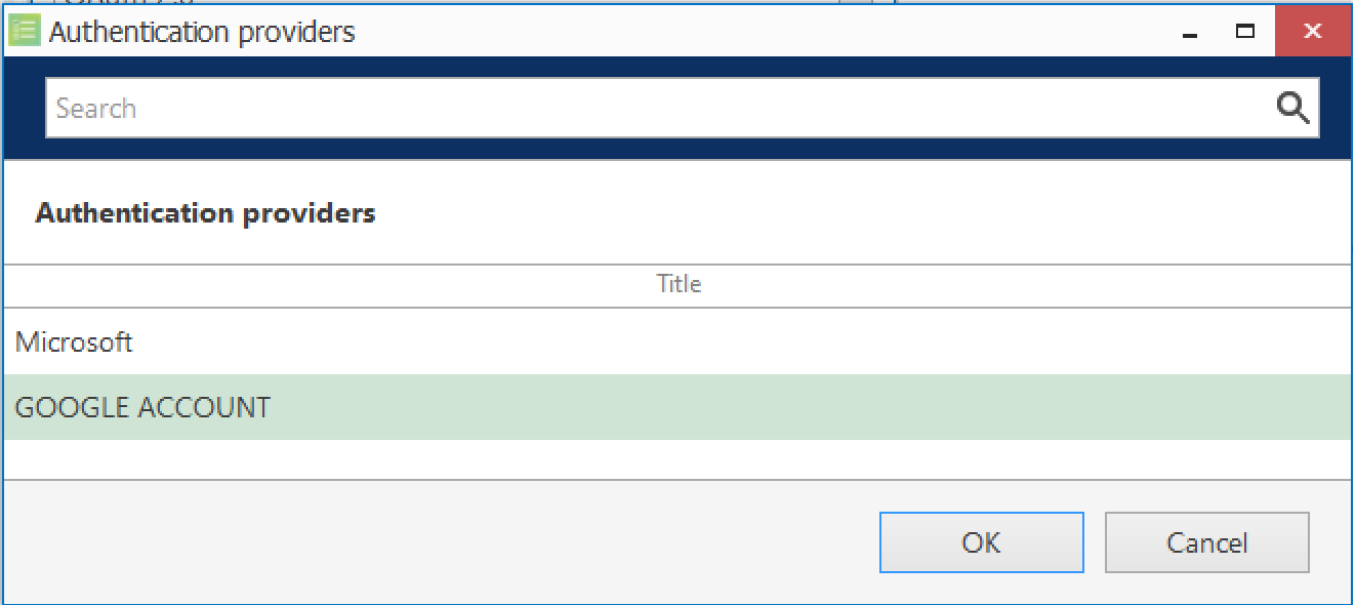 Authentication providers
Search
Authentication providers
Title
Microsoft
GOOGLE ACCOUNT
OK Cancel